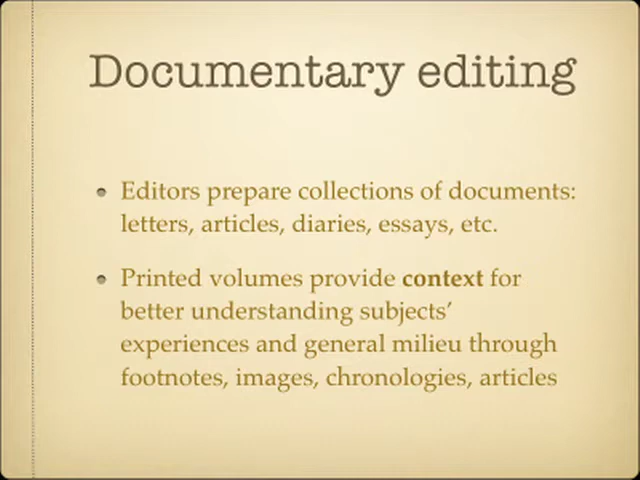 Documentary editing
Editors prepare collections of documents:
letters, articles, diaries, essays, etc.
Printed volumes provide context for
better understanding subjects’
experiences and general milieu through
footnotes, images, chronologies, articles